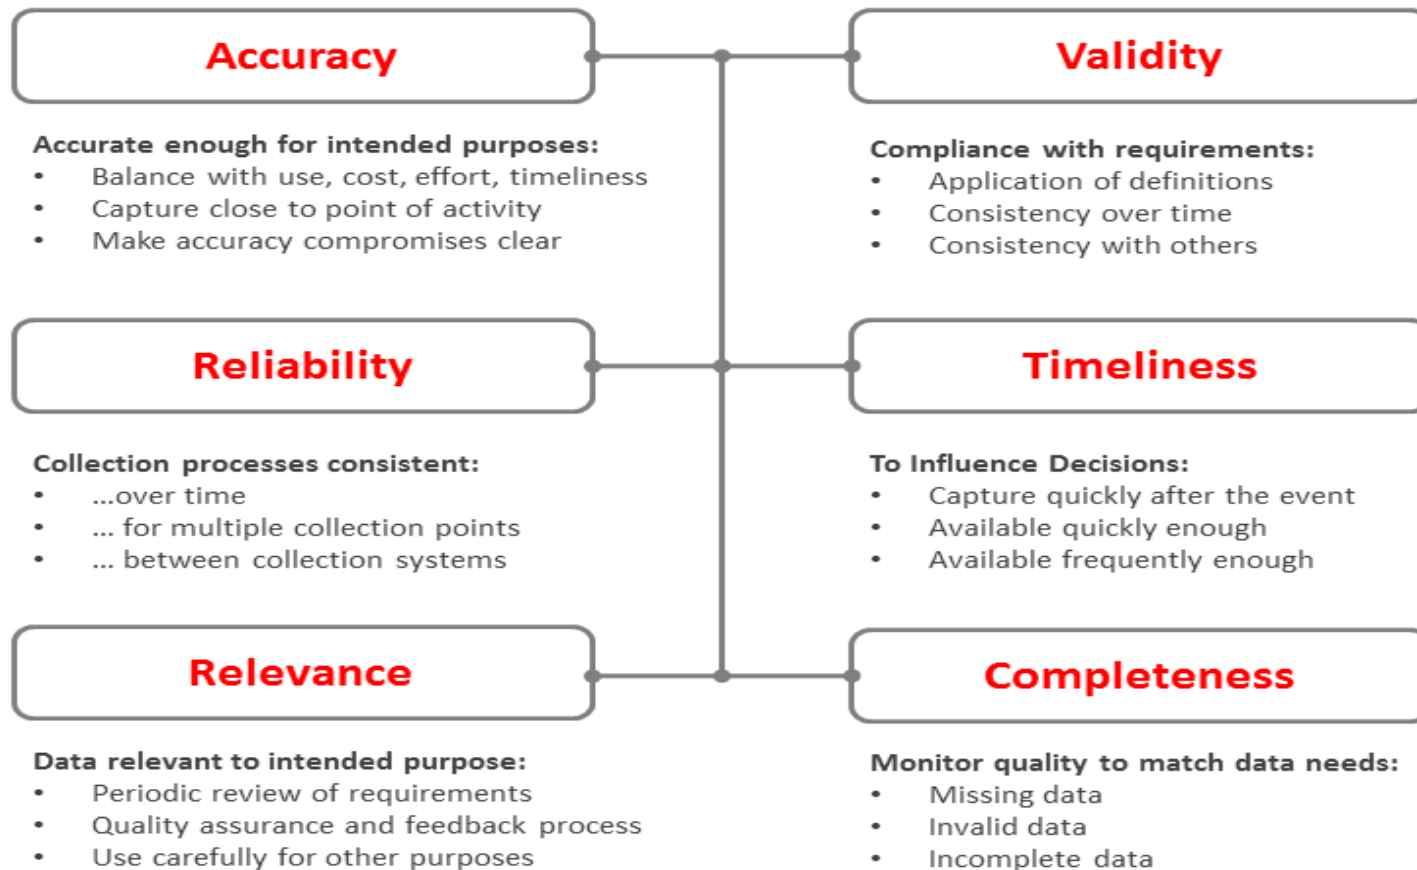 Accuracy
Accurate enough for intended purposes:
• Balance with use, cost, effort, timeliness
• Capture close to point of activity
• Make accuracy compromises clear
Validity
Compliance with requirements:
• Application of definitions
• Consistency over time
• Consistency with others
Reliability
Collection processes consistent:
• ...over time
• ... for multiple collection points
• ... between collection systems
Timeliness
To Influence Decisions:
• Capture quickly after the event
• Available quickly enough
• Available frequently enough
Relevance
Data relevant to intended purpose:
• Periodic review of requirements
• Quality assurance and feedback process
• Use carefully for other purposes
Completeness
Monitor quality to match data needs:
• Missing data
• Invalid data
• Incomplete data